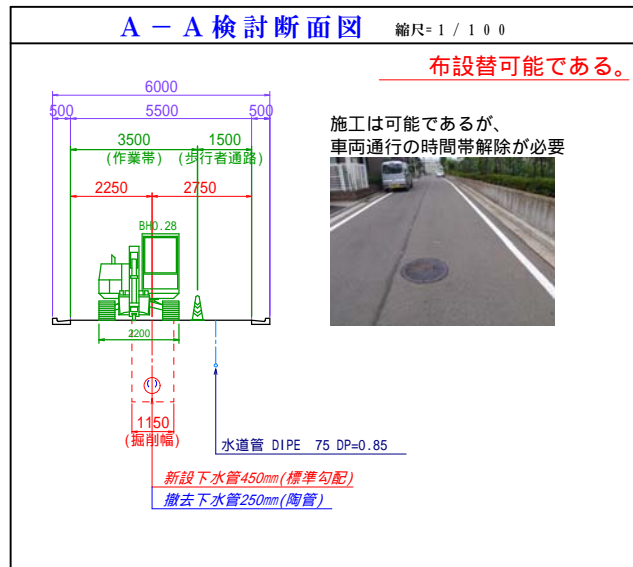 A－A検討断面図 縮尺=1/100
布設替可能である。
6000
500 5500 500
3500 1500
(作業帯) (歩行者通路)
2250 2750
BH0.28
2200
1150
(掘削幅)
施工は可能であるが、
車両通行の時間帯解除が必要
水道管 DIPE 75 DP=0.85
新設下水管450㎜(標準勾配)
撤去下水管250㎜(陶管)